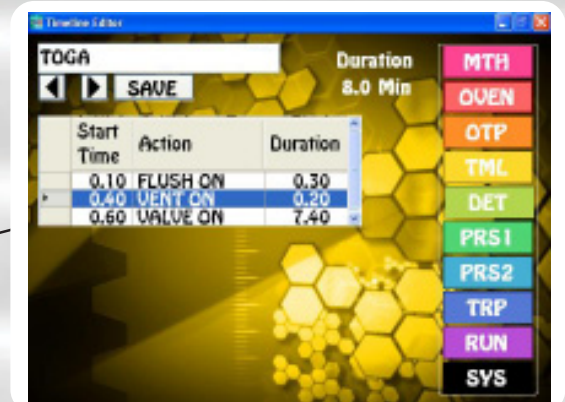 Timeline Editor
TOGA
Duration
8.0 Min
SAVE
Start Time Action Duration
0.10 FLUSH ON 0.30
0.40 VENT ON 0.20
0.60 VALVE ON 7.40
MTH
OVEN
OTP
TML
DET
PRS1
PRS2
TRP
RUN
SYS